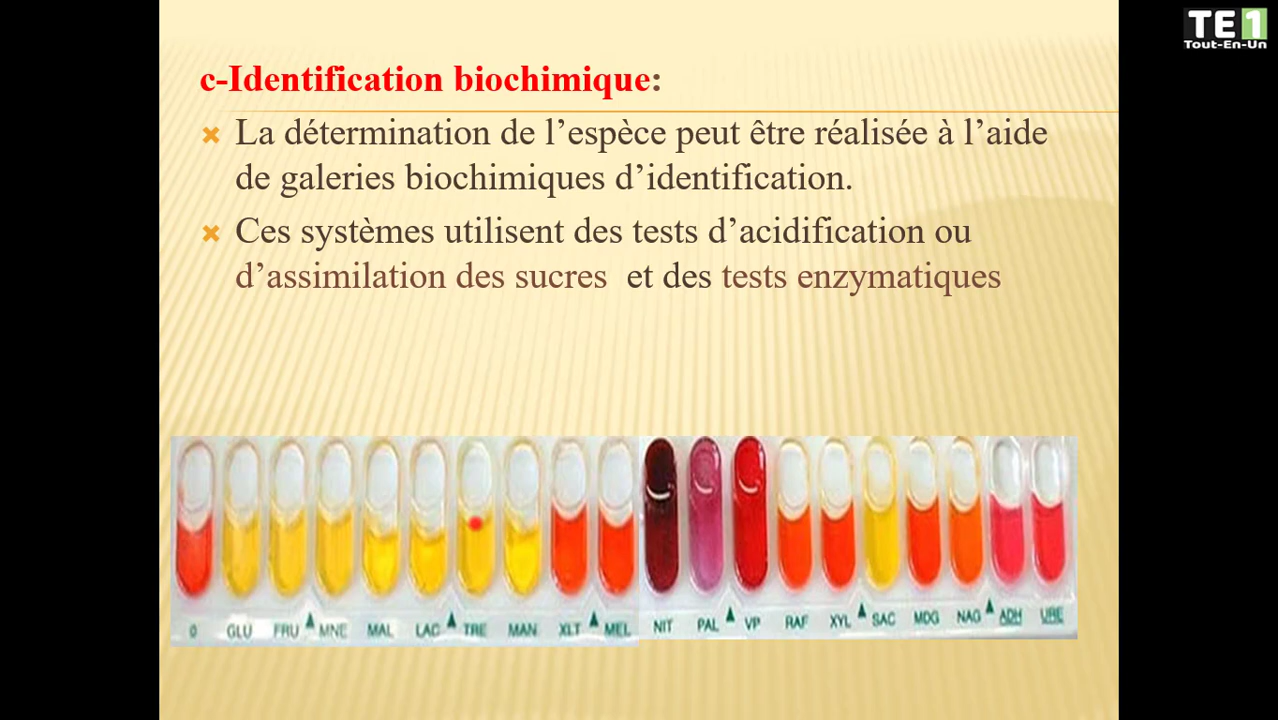 TE1
Tout-En-Un
c-Identification biochimique:
La détermination de l’espèce peut être réalisée à l’aide
de galeries biochimiques d’identification.
Ces systèmes utilisent des tests d’acidification ou
d’assimilation des sucres et des tests enzymatiques
0 GLU FRU MNE MAL LAC TRE MAN XLT MEL NIT PAL VP RAF XYL SAC MDG NAG ADH URE